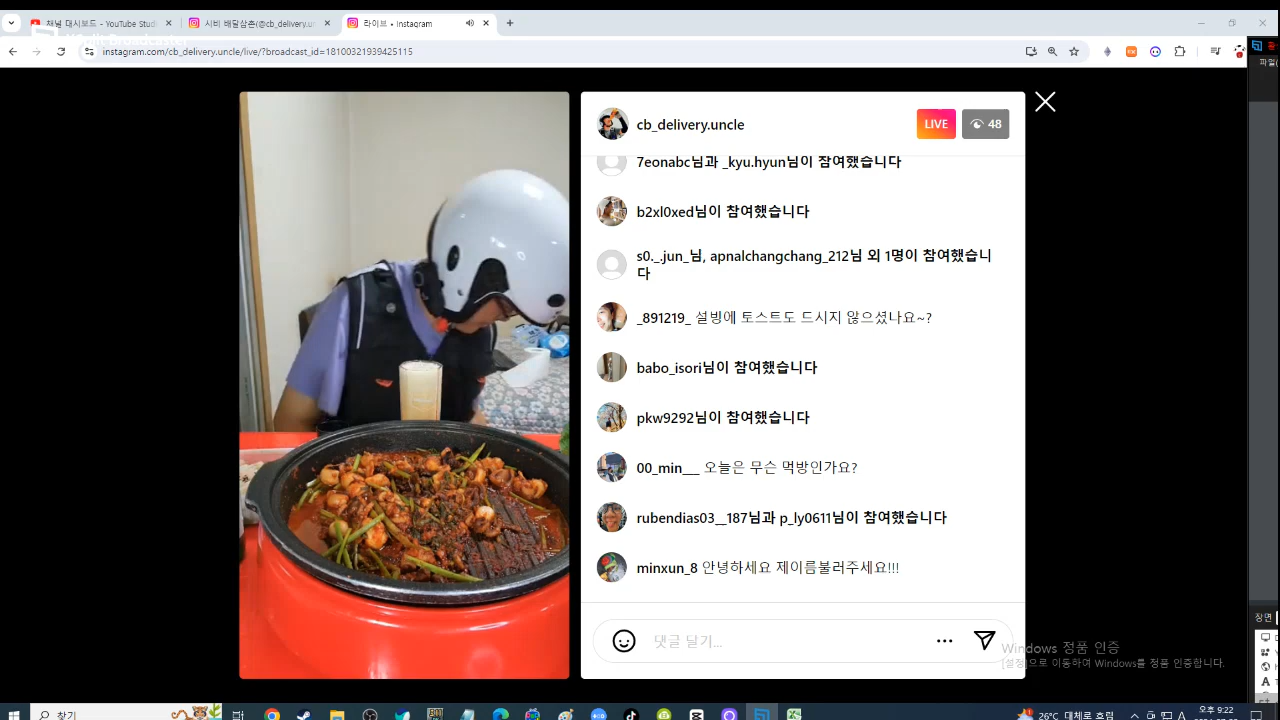 채널 대시보드 - YouTube Studi
시비 배달삼촌(@cb_delivery.u
라이브 • Instagram
instagram.com/cb_delivery.uncle/live/?broadcast_id=18100321939425115
파일(
cb_delivery.uncle
LIVE
48
7eonabc님과 _kyu.hyun님이 참여했습니다
b2xl0xed님이 참여했습니다
s0._.jun_님, apnalchangchang_212님 외 1명이 참여했습니
다
_891219_ 설빙에 토스트도 드시지 않으셨나요~?
babo_isori님이 참여했습니다
pkw9292님이 참여했습니다
00_min___ 오늘은 무슨 먹방인가요?
rubendias03__187님과 p_ly0611님이 참여했습니다
minxun_8 안녕하세요 제이름불러주세요!!!
댓글 달기...
Windows 정품 인증
[설정]으로 이동하여 Windows를 정품 인증합니다.
장면
찾기
26°C 대체로 흐림
오후 9:22